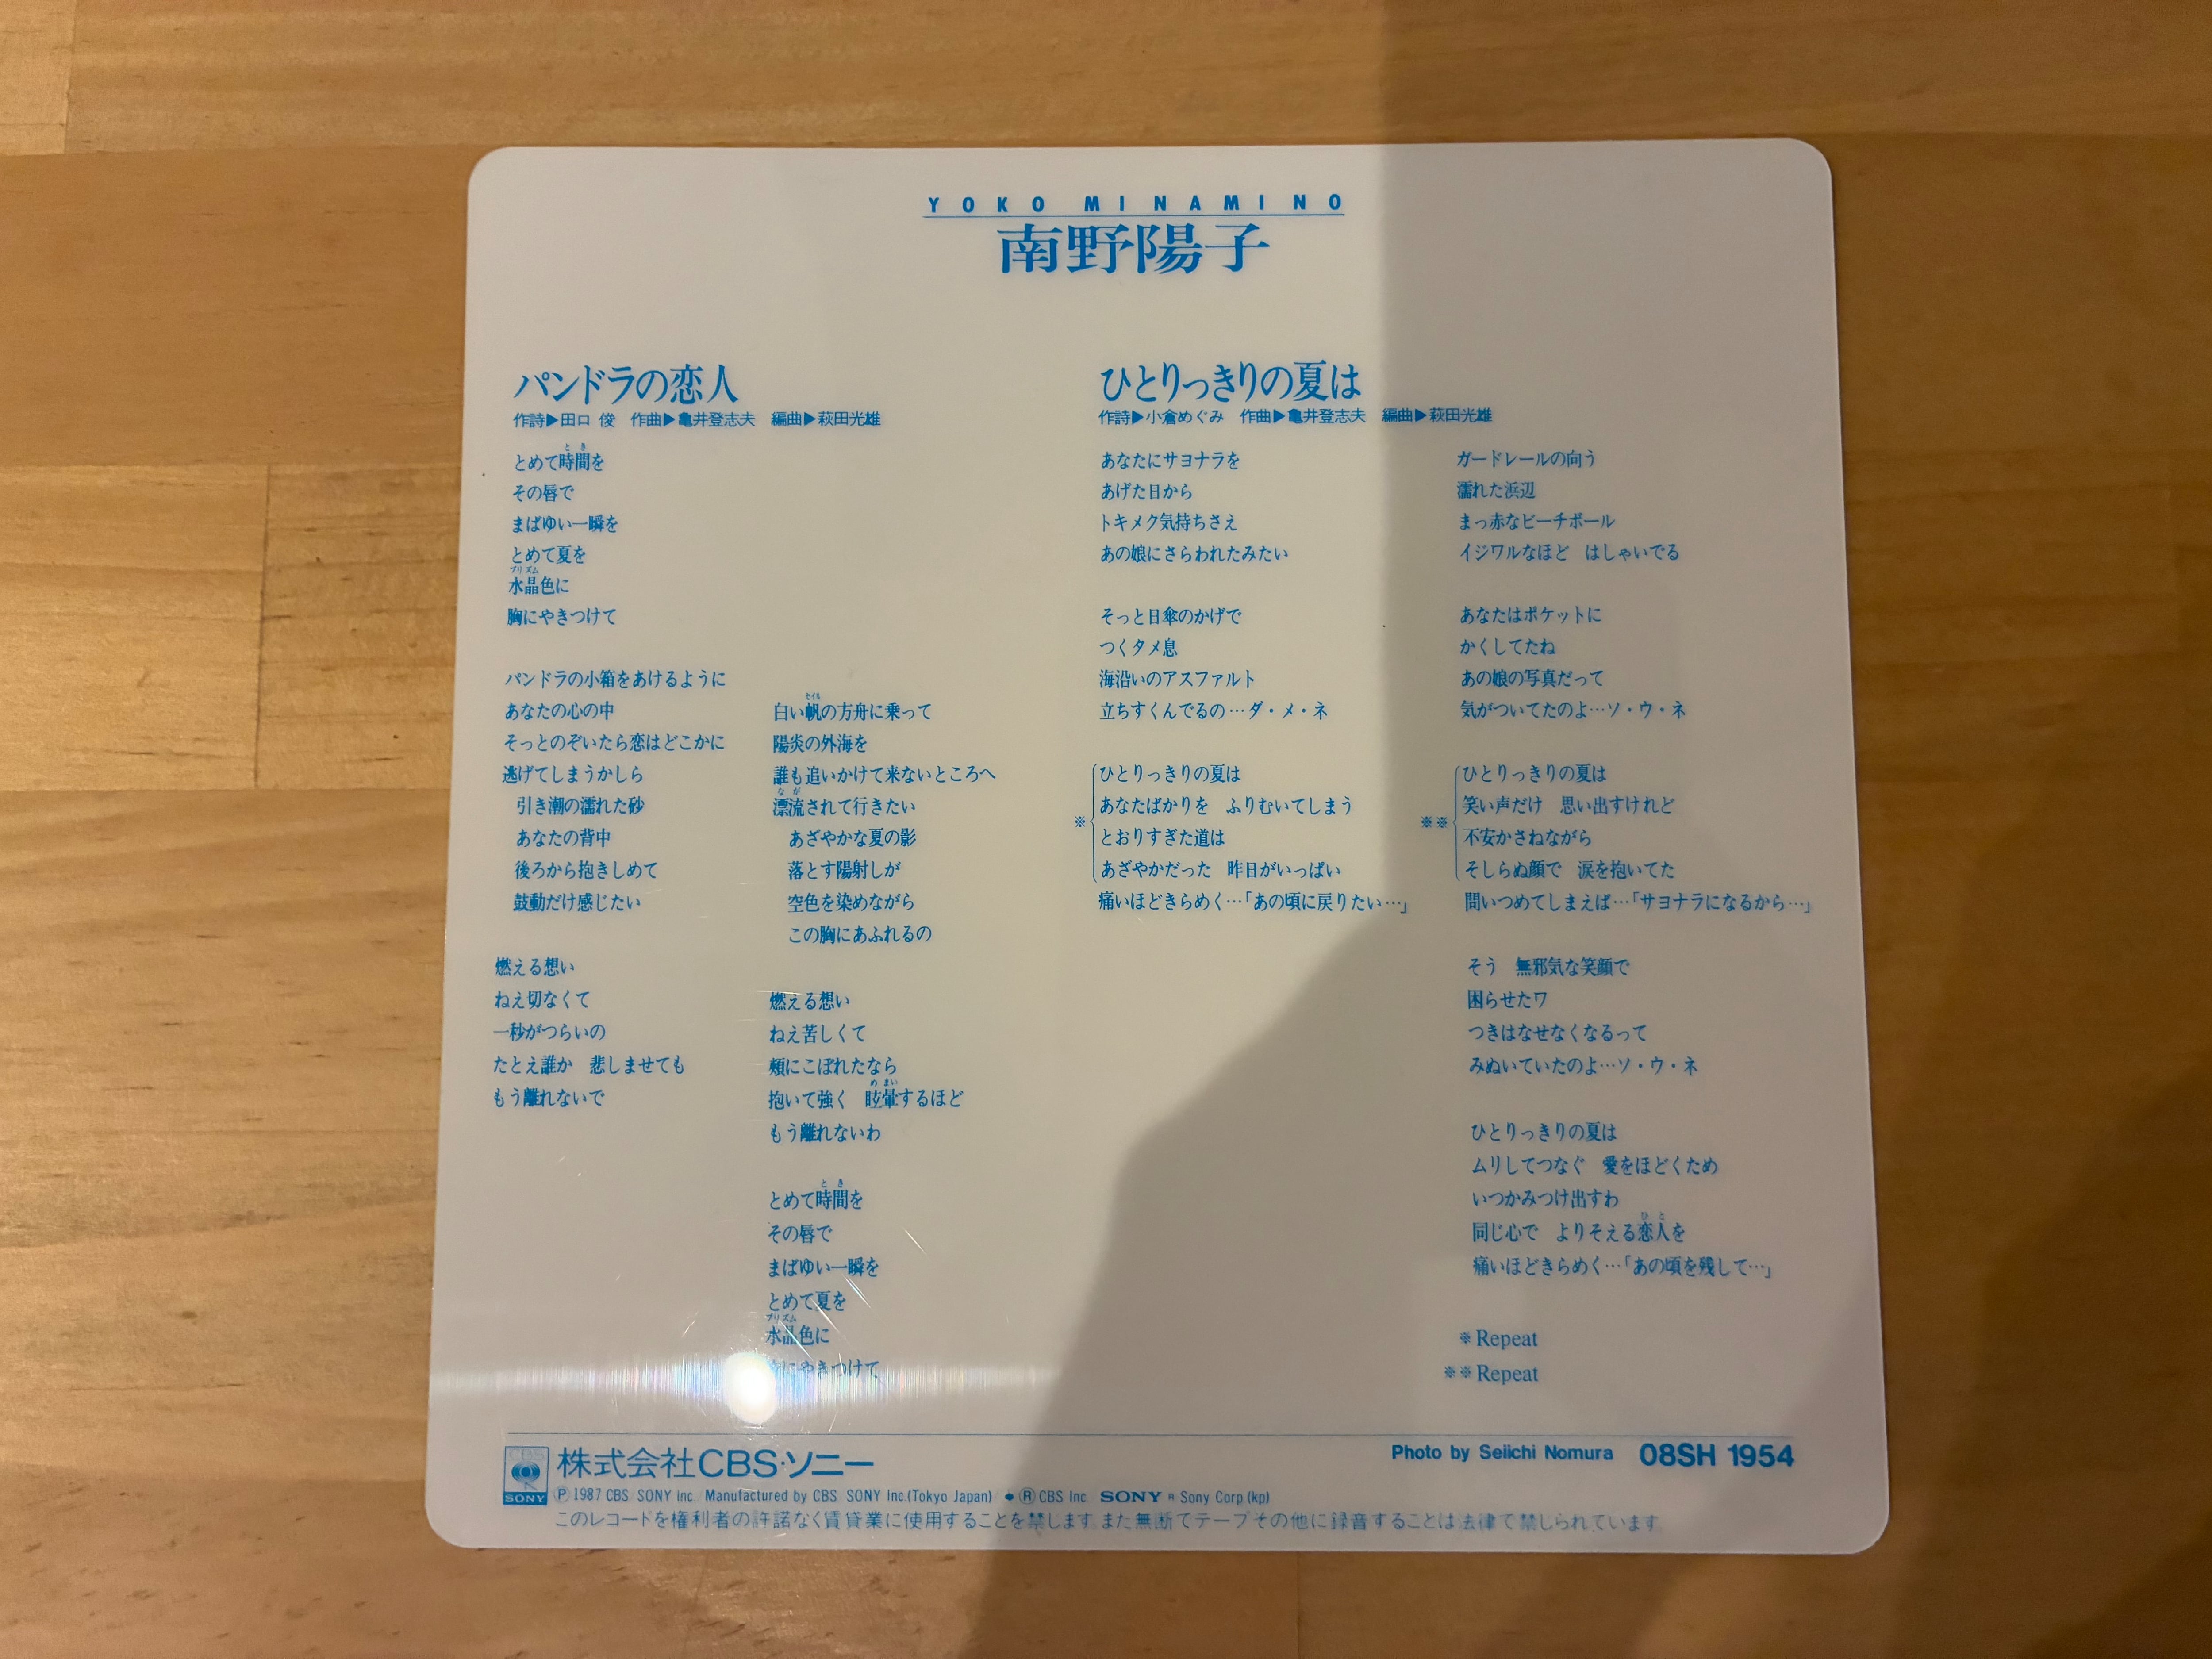 YOKO MINAMINO
南野陽子
パンドラの恋人
作詩▶田口 俊 作曲▶亀井登志夫 編曲▶萩田光雄
とめて時間を
その唇で
まばゆい一瞬を
とめて夏を
水晶色に
胸にやきつけて
パンドラの小箱をあけるように
あなたの心の中
そっとのぞいたら恋はどこかに
逃げてしまうかしら
引き潮の濡れた砂
あなたの背中
後ろから抱きしめて
鼓動だけ感じたい
燃える想い
ねえ切なくて
一秒がつらいの
たとえ誰か 悲しませても
もう離れないで
白い帆の方舟に乗って
陽炎の外海を
誰も追いかけて来ないところへ
漂流されて行きたい
あざやかな夏の影
落とす陽射しが
空色を染めながら
この胸にあふれるの
燃える想い
ねえ苦しくて
頬にこぼれたなら
抱いて強く 眩暈するほど
もう離れないわ
とめて時間を
その唇で
まばゆい一瞬を
とめて夏を
水晶色に
にやきつけて
ひとりっきりの夏は
作詩▶小倉めぐみ 作曲▶亀井登志夫 編曲▶萩田光雄
あなたにサヨナラを
あげた日から
トキメク気持ちさえ
あの娘にさらわれたみたい
そっと日傘のかげで
つくタメ息
海沿いのアスファルト
立ちすくんでるの…ダ・メ・ネ
※
ひとりっきりの夏は
あなたばかりを ふりむいてしまう
とおりすぎた道は
あざやかだった 昨日がいっぱい
痛いほどきらめく…「あの頃に戻りたい…」
ガードレールの向う
濡れた浜辺
まっ赤なビーチボール
イジワルなほど はしゃいでる
あなたはポケットに
かくしてたね
あの娘の写真だって
気がついてたのよ…ソ・ウ・ネ
※※
ひとりっきりの夏は
笑い声だけ 思い出すけれど
不安かさねながら
そしらぬ顔で 涙を抱いてた
問いつめてしまえば…「サヨナラになるから…」
そう 無邪気な笑顔で
困らせたワ
つきはなせなくなるって
みぬいていたのよ…ソ・ウ・ネ
ひとりっきりの夏は
ムリしてつなぐ 愛をほどくため
いつかみつけ出すわ
同じ心で よりそえる恋人を
痛いほどきらめく…「あの頃を残して…」
※Repeat
※※Repeat
CBS SONY
株式会社CBS・ソニー
Photo by Seiichi Nomura 08SH 1954
Ⓟ1987 CBS SONY Inc. Manufactured by CBS SONY Inc.(Tokyo Japan) ● Ⓡ CBS Inc. SONY ® Sony Corp.(kp)
このレコードを権利者の許諾なく賃貸業に使用することを禁じます。また無断でテープその他に録音することは法律で禁じられています。